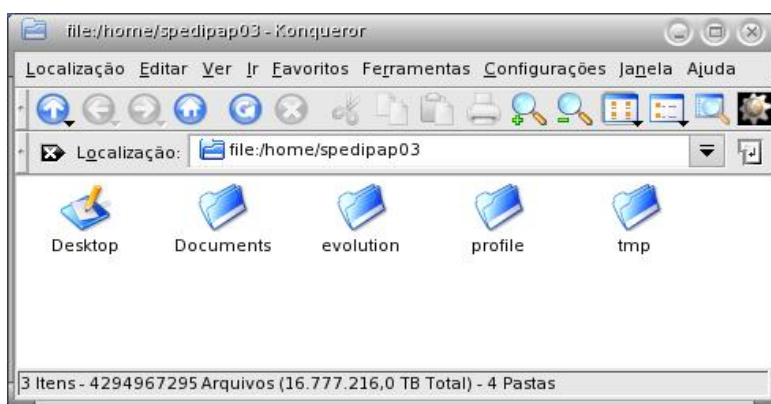 file:/home/spedipap03 - Konqueror
Localização Editar Ver Ir Favoritos Ferramentas Configurações Janela Ajuda
Localização: file:/home/spedipap03
Desktop Documents evolution profile tmp
3 Itens - 4294967295 Arquivos (16.777.216,0 TB Total) - 4 Pastas